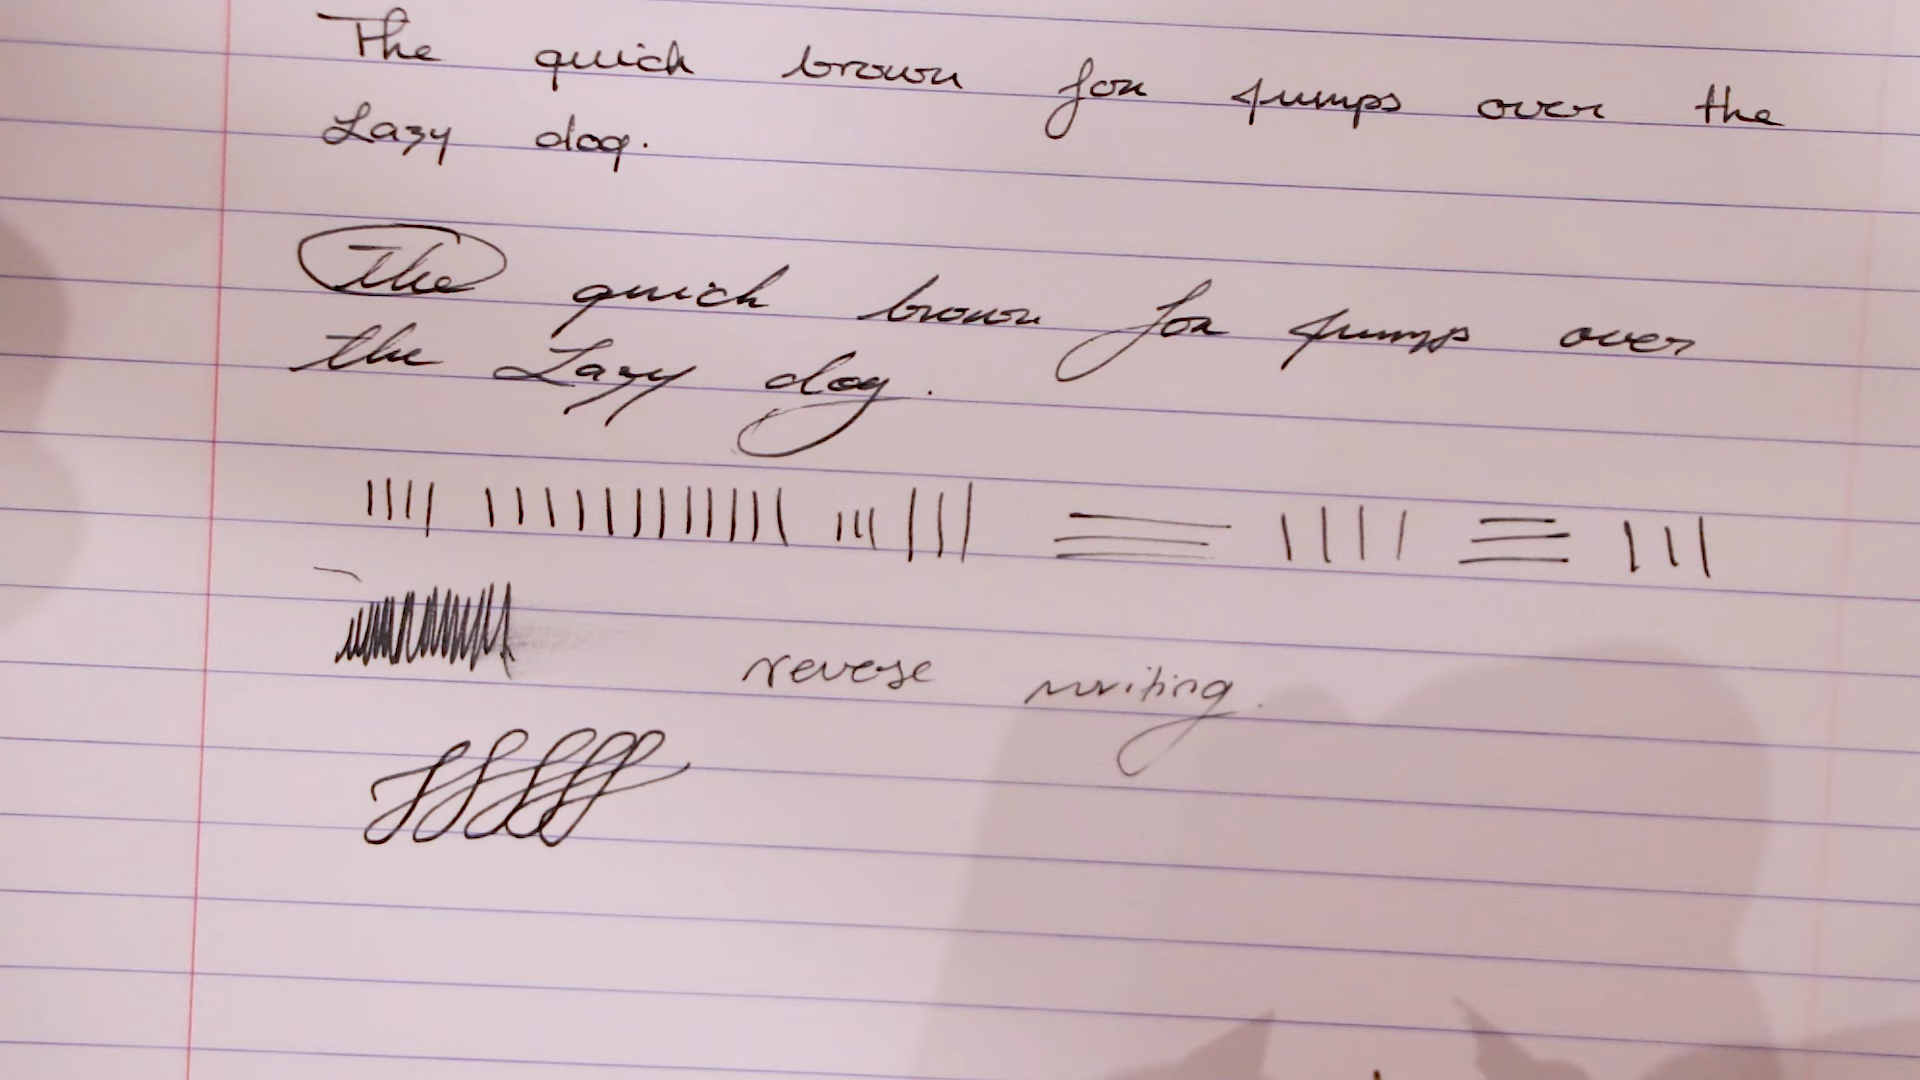 The quick brown fox jumps over the
Lazy dog.
The quick brown fox jumps over
the Lazy dog.
reverse writing.